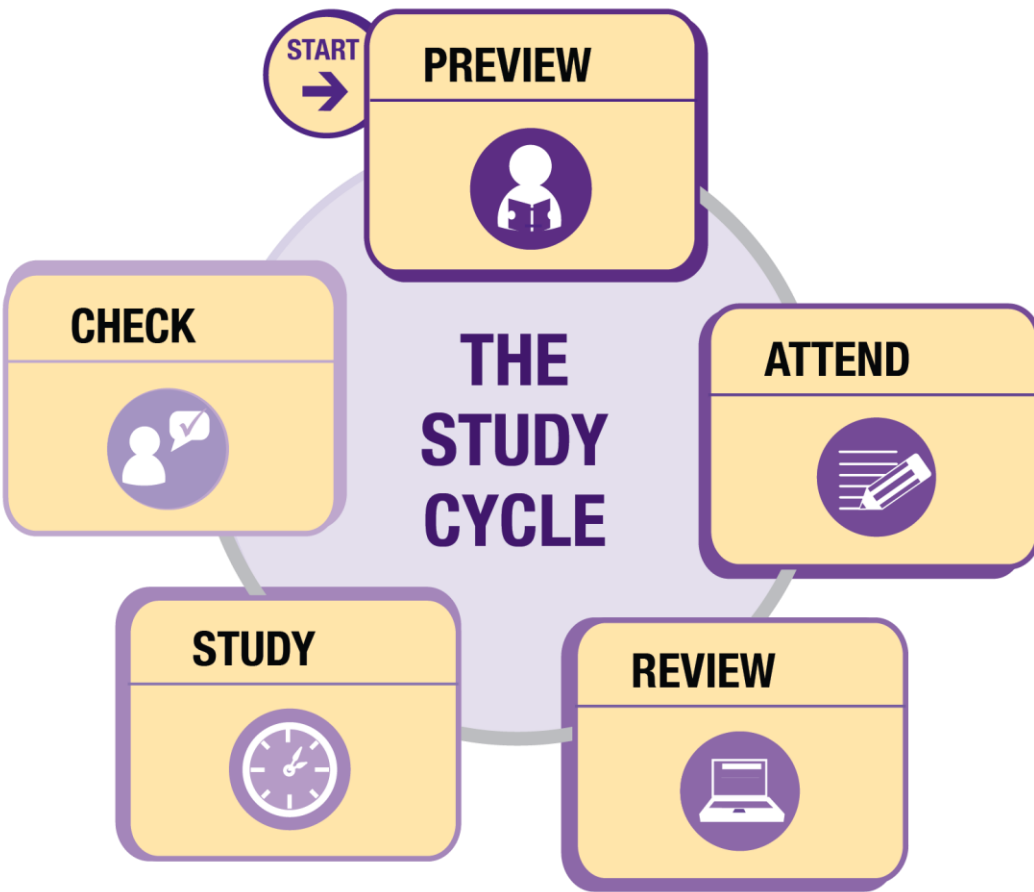 START
PREVIEW
ATTEND
REVIEW
STUDY
CHECK
THE
STUDY
CYCLE